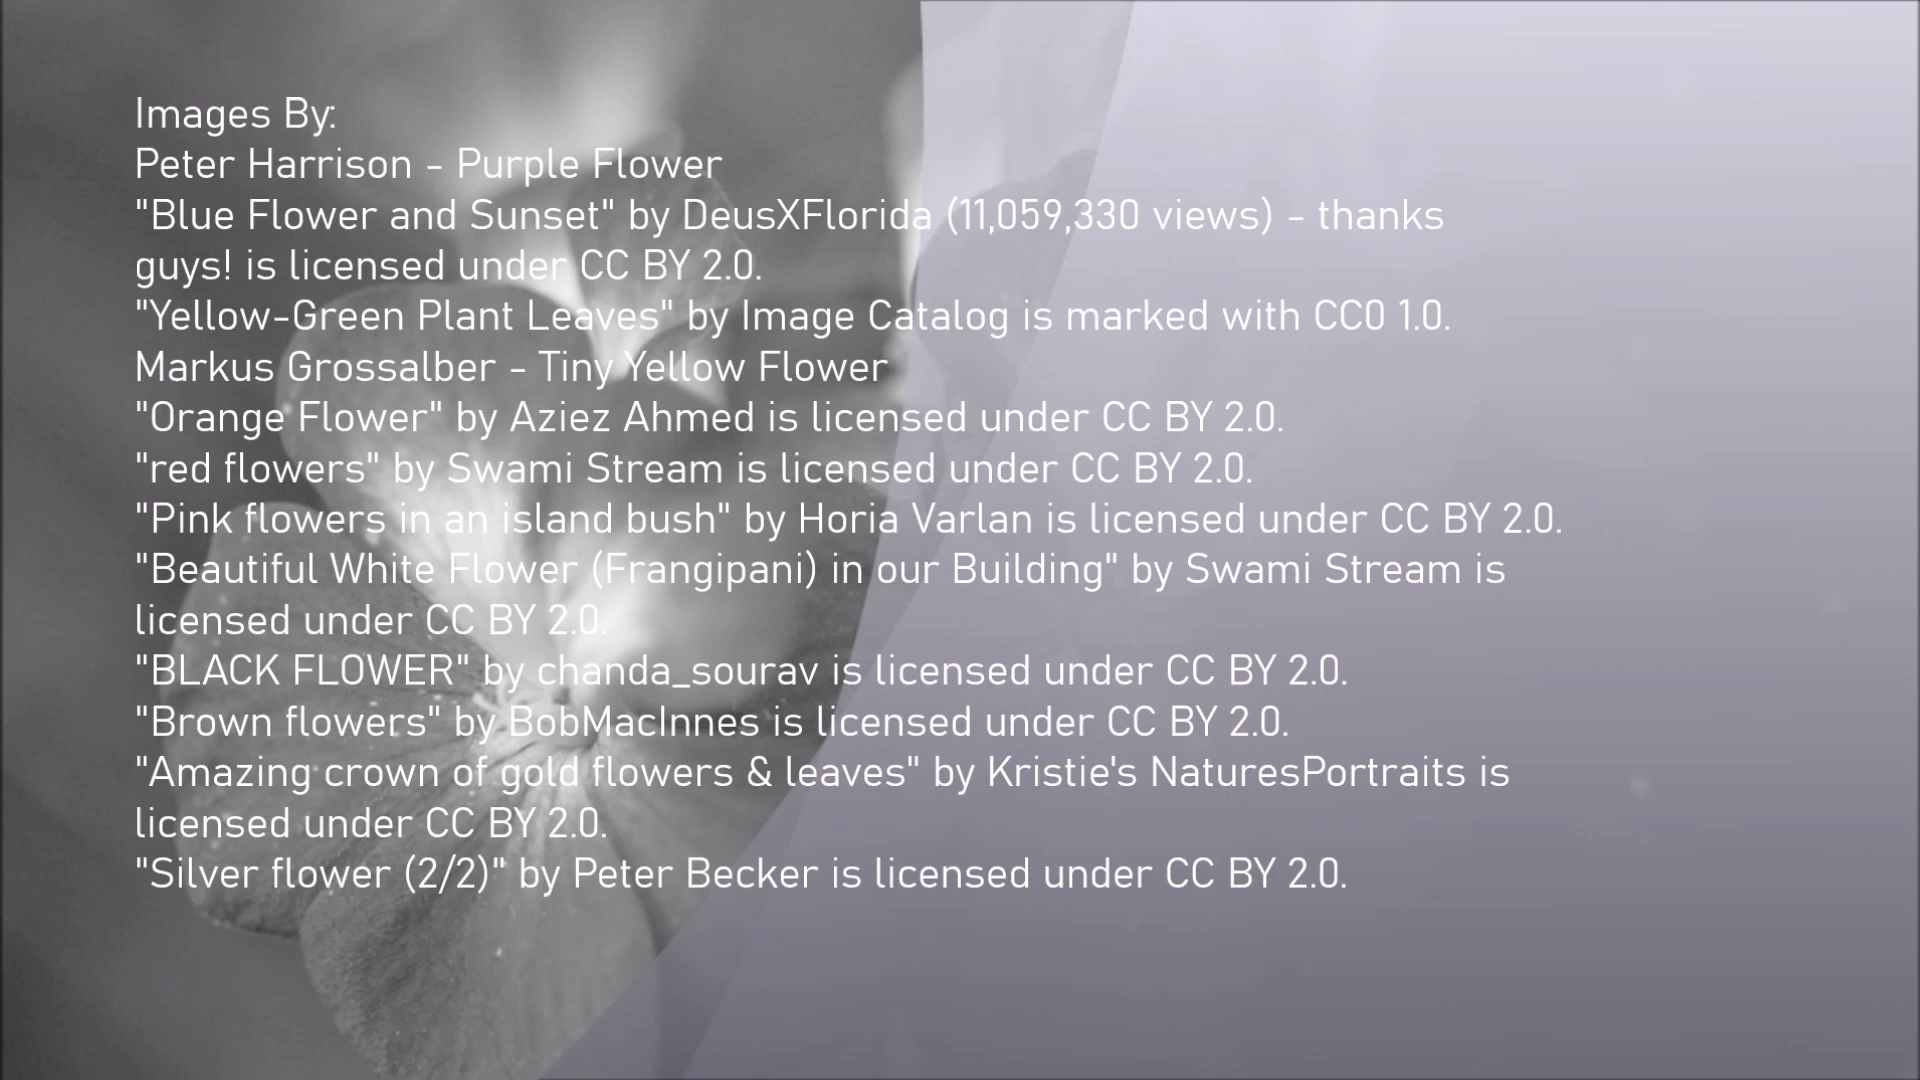 Images By:
Peter Harrison - Purple Flower
"Blue Flower and Sunset" by DeusXFlorida (11,059,330 views) - thanks
guys! is licensed under CC BY 2.0.
"Yellow-Green Plant Leaves" by Image Catalog is marked with CC0 1.0.
Markus Grossalber - Tiny Yellow Flower
"Orange Flower" by Aziez Ahmed is licensed under CC BY 2.0.
"red flowers" by Swami Stream is licensed under CC BY 2.0.
"Pink flowers in an island bush" by Horia Varlan is licensed under CC BY 2.0.
"Beautiful White Flower (Frangipani) in our Building" by Swami Stream is
licensed under CC BY 2.0.
"BLACK FLOWER" by chanda_sourav is licensed under CC BY 2.0.
"Brown flowers" by BobMacInnes is licensed under CC BY 2.0.
"Amazing crown of gold flowers & leaves" by Kristie's NaturesPortraits is
licensed under CC BY 2.0.
"Silver flower (2/2)" by Peter Becker is licensed under CC BY 2.0.